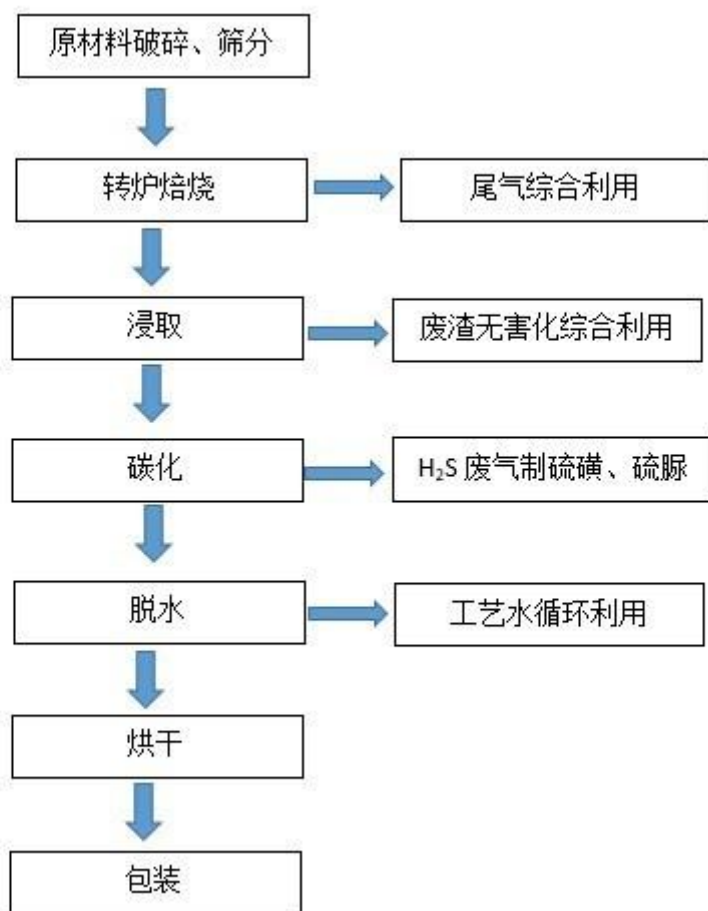 原材料破碎、筛分
转炉焙烧
尾气综合利用
浸取
废渣无害化综合利用
碳化
H₂S 废气制硫磺、硫脲
脱水
工艺水循环利用
烘干
包装